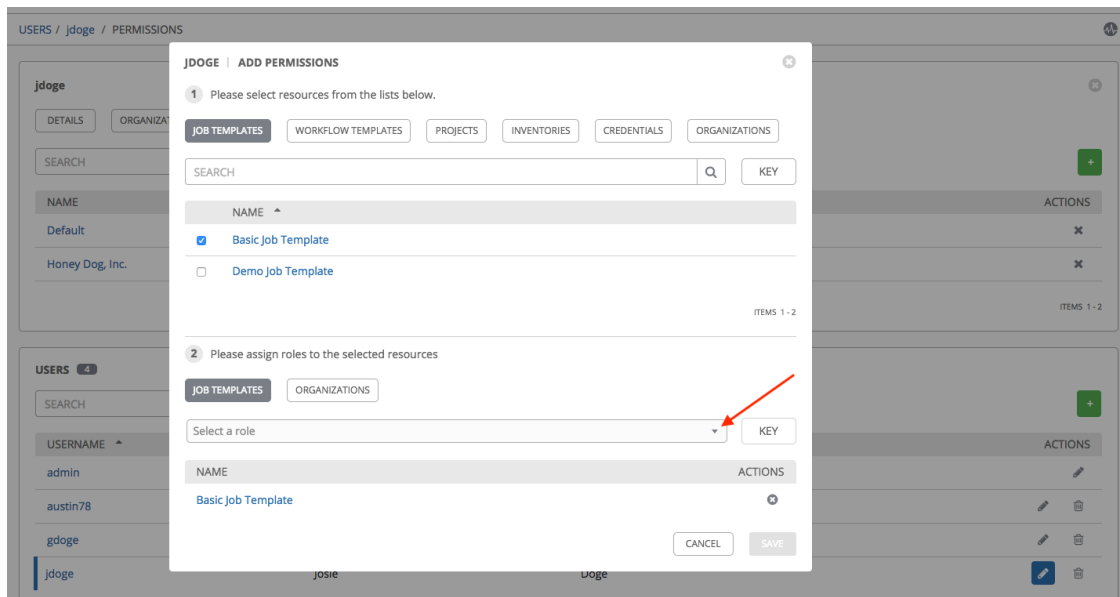 USERS / jdoge / PERMISSIONS
JDOGE | ADD PERMISSIONS
1 Please select resources from the lists below.
JOB TEMPLATES WORKFLOW TEMPLATES PROJECTS INVENTORIES CREDENTIALS ORGANIZATIONS
SEARCH KEY
NAME
Basic Job Template
Demo Job Template
ITEMS 1 - 2
2 Please assign roles to the selected resources
JOB TEMPLATES ORGANIZATIONS
Select a role KEY
NAME ACTIONS
Basic Job Template
CANCEL SAVE
jdoge
DETAILS ORGANIZAT
SEARCH +
NAME ACTIONS
Default
Honey Dog, Inc.
ITEMS 1 - 2
USERS 4
SEARCH +
USERNAME ACTIONS
admin
austin78
gdoge
jdoge Josie Doge